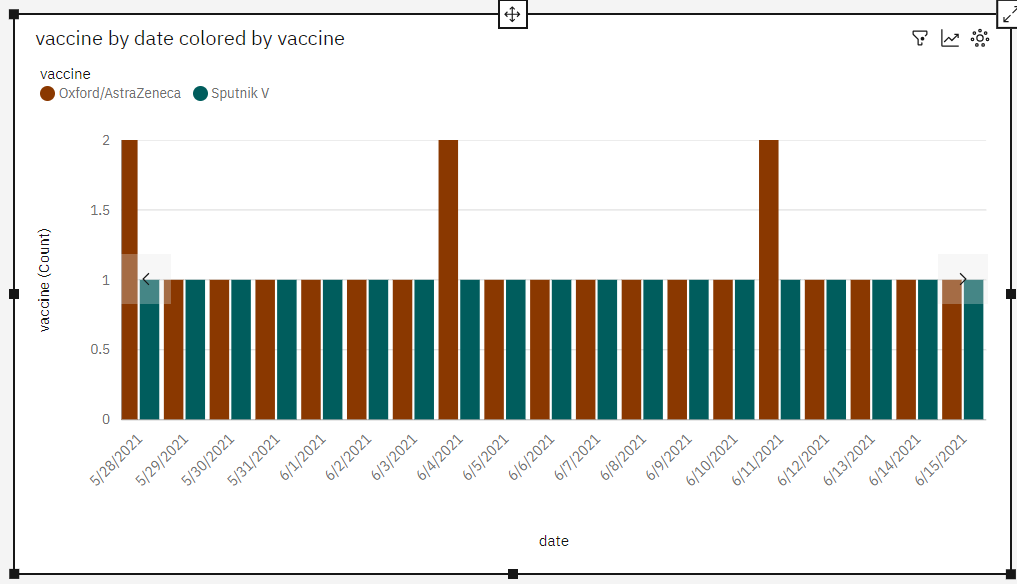 vaccine by date colored by vaccine
vaccine
Oxford/AstraZeneca Sputnik V
vaccine (Count)
2
1.5
1
0.5
0
5/28/2021 5/29/2021 5/30/2021 5/31/2021 6/1/2021 6/2/2021 6/3/2021 6/4/2021 6/5/2021 6/6/2021 6/7/2021 6/8/2021 6/9/2021 6/10/2021 6/11/2021 6/12/2021 6/13/2021 6/14/2021 6/15/2021
date